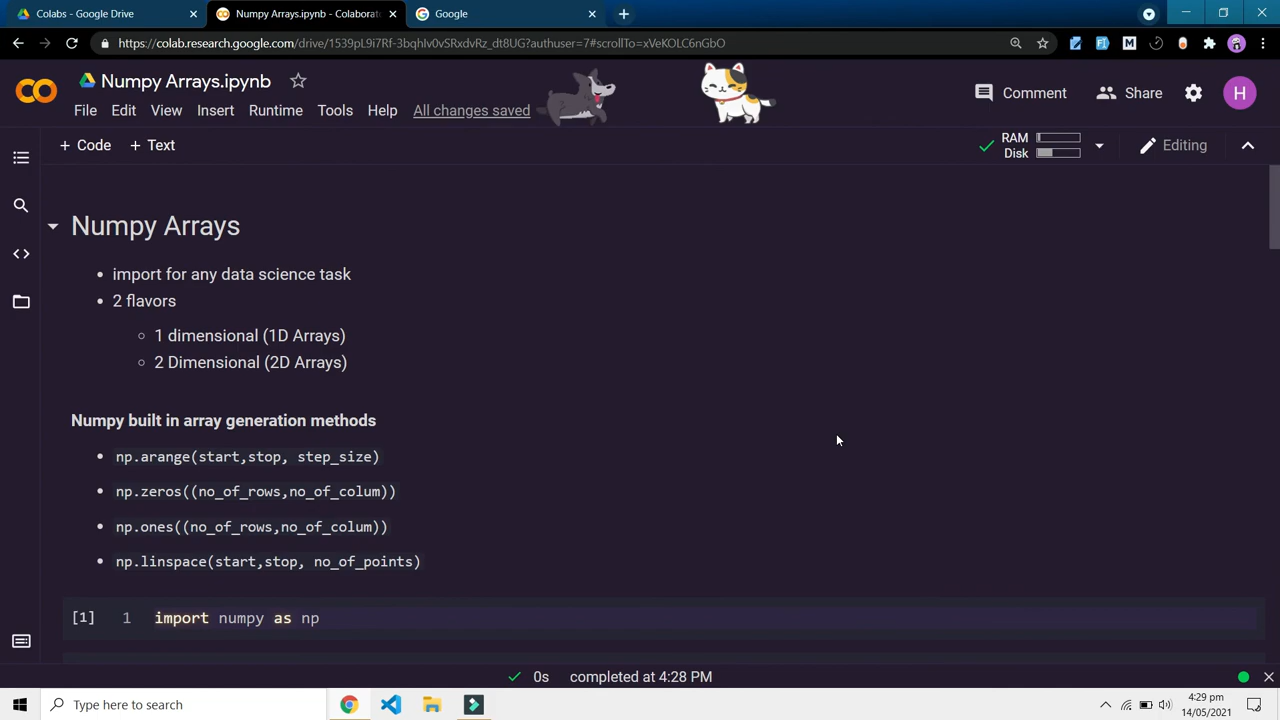 Colabs - Google Drive
Numpy Arrays.ipynb - Colaborat
Google
https://colab.research.google.com/drive/1539pL9i7Rf-3bqhIv0vSRxdvRz_dt8UG?authuser=7#scrollTo=xVeKOLC6nGbO
Numpy Arrays.ipynb
Comment
Share
H
File Edit View Insert Runtime Tools Help All changes saved
+ Code + Text
RAM
Disk
Editing
Numpy Arrays
• import for any data science task
• 2 flavors
◦ 1 dimensional (1D Arrays)
◦ 2 Dimensional (2D Arrays)
Numpy built in array generation methods
• np.arange(start,stop, step_size)
• np.zeros((no_of_rows,no_of_colum))
• np.ones((no_of_rows,no_of_colum))
• np.linspace(start,stop, no_of_points)
[1] 1 import numpy as np
0s completed at 4:28 PM
Type here to search
4:29 pm
14/05/2021